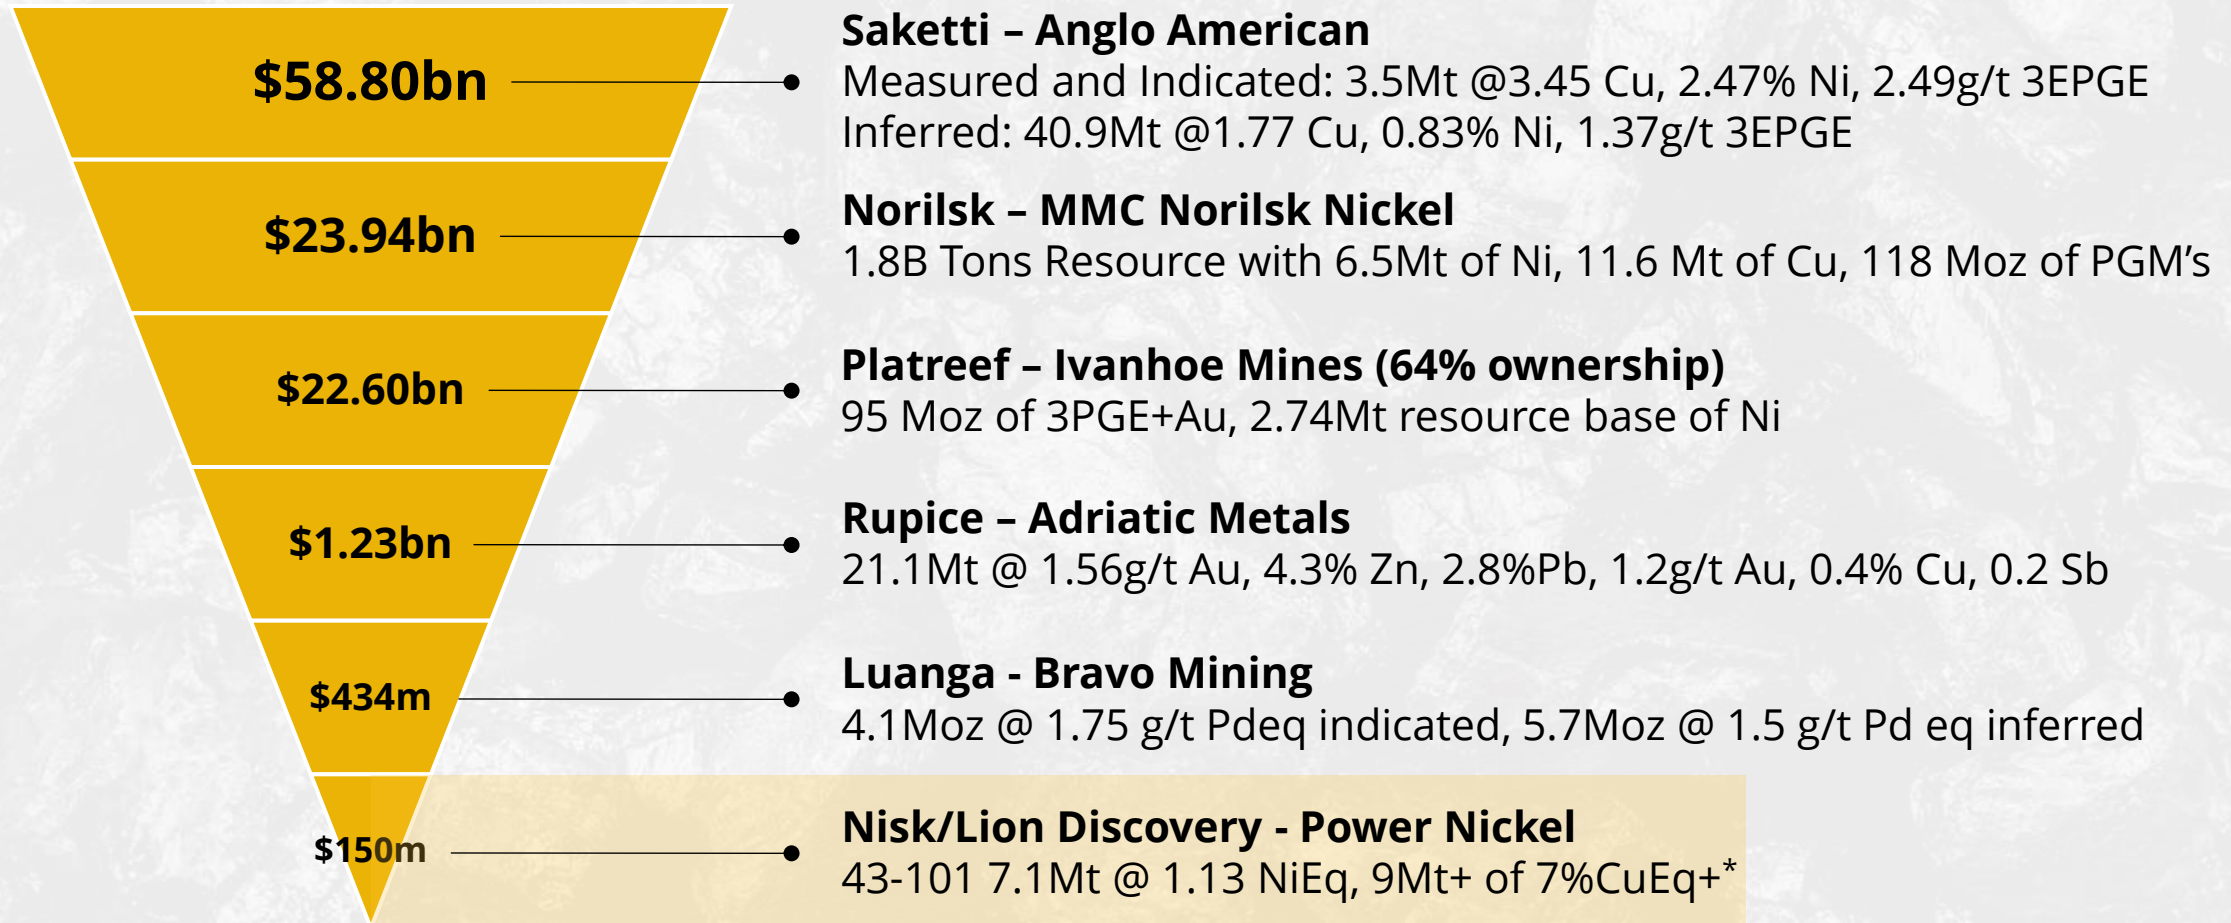 $58.80bn
Saketti – Anglo American
Measured and Indicated: 3.5Mt @3.45 Cu, 2.47% Ni, 2.49g/t 3EPGE
Inferred: 40.9Mt @1.77 Cu, 0.83% Ni, 1.37g/t 3EPGE
$23.94bn
Norilsk – MMC Norilsk Nickel
1.8B Tons Resource with 6.5Mt of Ni, 11.6 Mt of Cu, 118 Moz of PGM’s
$22.60bn
Platreef – Ivanhoe Mines (64% ownership)
95 Moz of 3PGE+Au, 2.74Mt resource base of Ni
$1.23bn
Rupice – Adriatic Metals
21.1Mt @ 1.56g/t Au, 4.3% Zn, 2.8%Pb, 1.2g/t Au, 0.4% Cu, 0.2 Sb
$434m
Luanga - Bravo Mining
4.1Moz @ 1.75 g/t Pdeq indicated, 5.7Moz @ 1.5 g/t Pd eq inferred
$150m
Nisk/Lion Discovery - Power Nickel
43-101 7.1Mt @ 1.13 NiEq, 9Mt+ of 7%CuEq+*